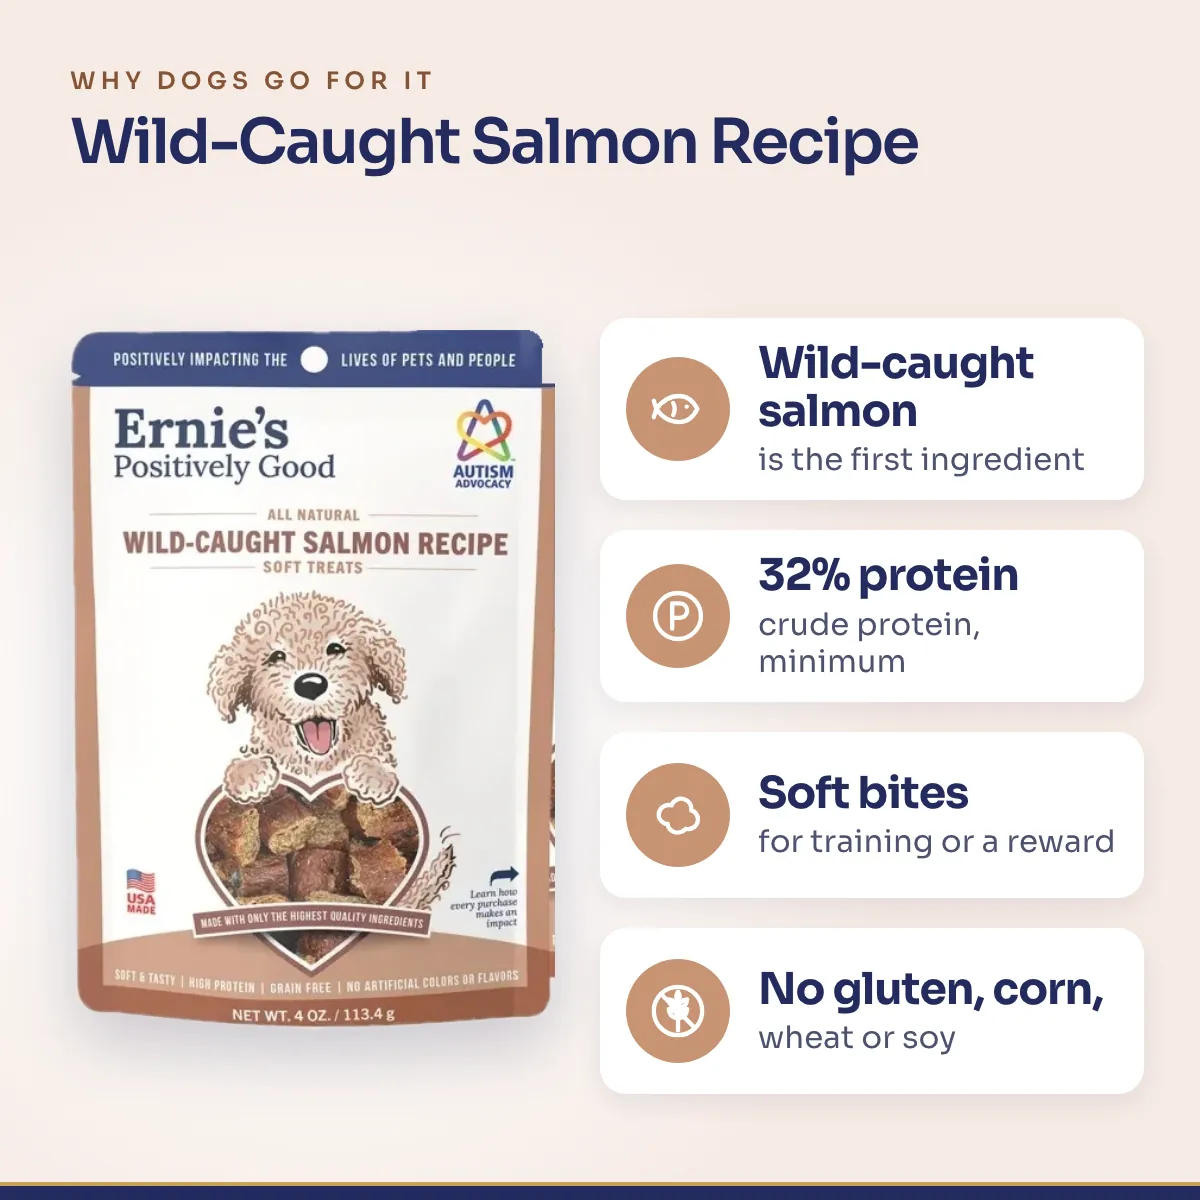 WHY DOGS GO FOR IT
Wild-Caught Salmon Recipe
POSITIVELY IMPACTING THE LIVES OF PETS AND PEOPLE
Ernie's
Positively Good
AUTISM
ADVOCACY
ALL NATURAL
WILD-CAUGHT SALMON RECIPE
SOFT TREATS
USA
MADE
Learn how
every purchase
makes an
impact
MADE WITH ONLY THE HIGHEST QUALITY INGREDIENTS
SOFT & TASTY | HIGH PROTEIN | GRAIN FREE | NO ARTIFICIAL COLORS OR FLAVORS
NET WT. 4 OZ. / 113.4 g
Wild-caught
salmon
is the first ingredient
P
32% protein
crude protein,
minimum
Soft bites
for training or a reward
No gluten, corn,
wheat or soy